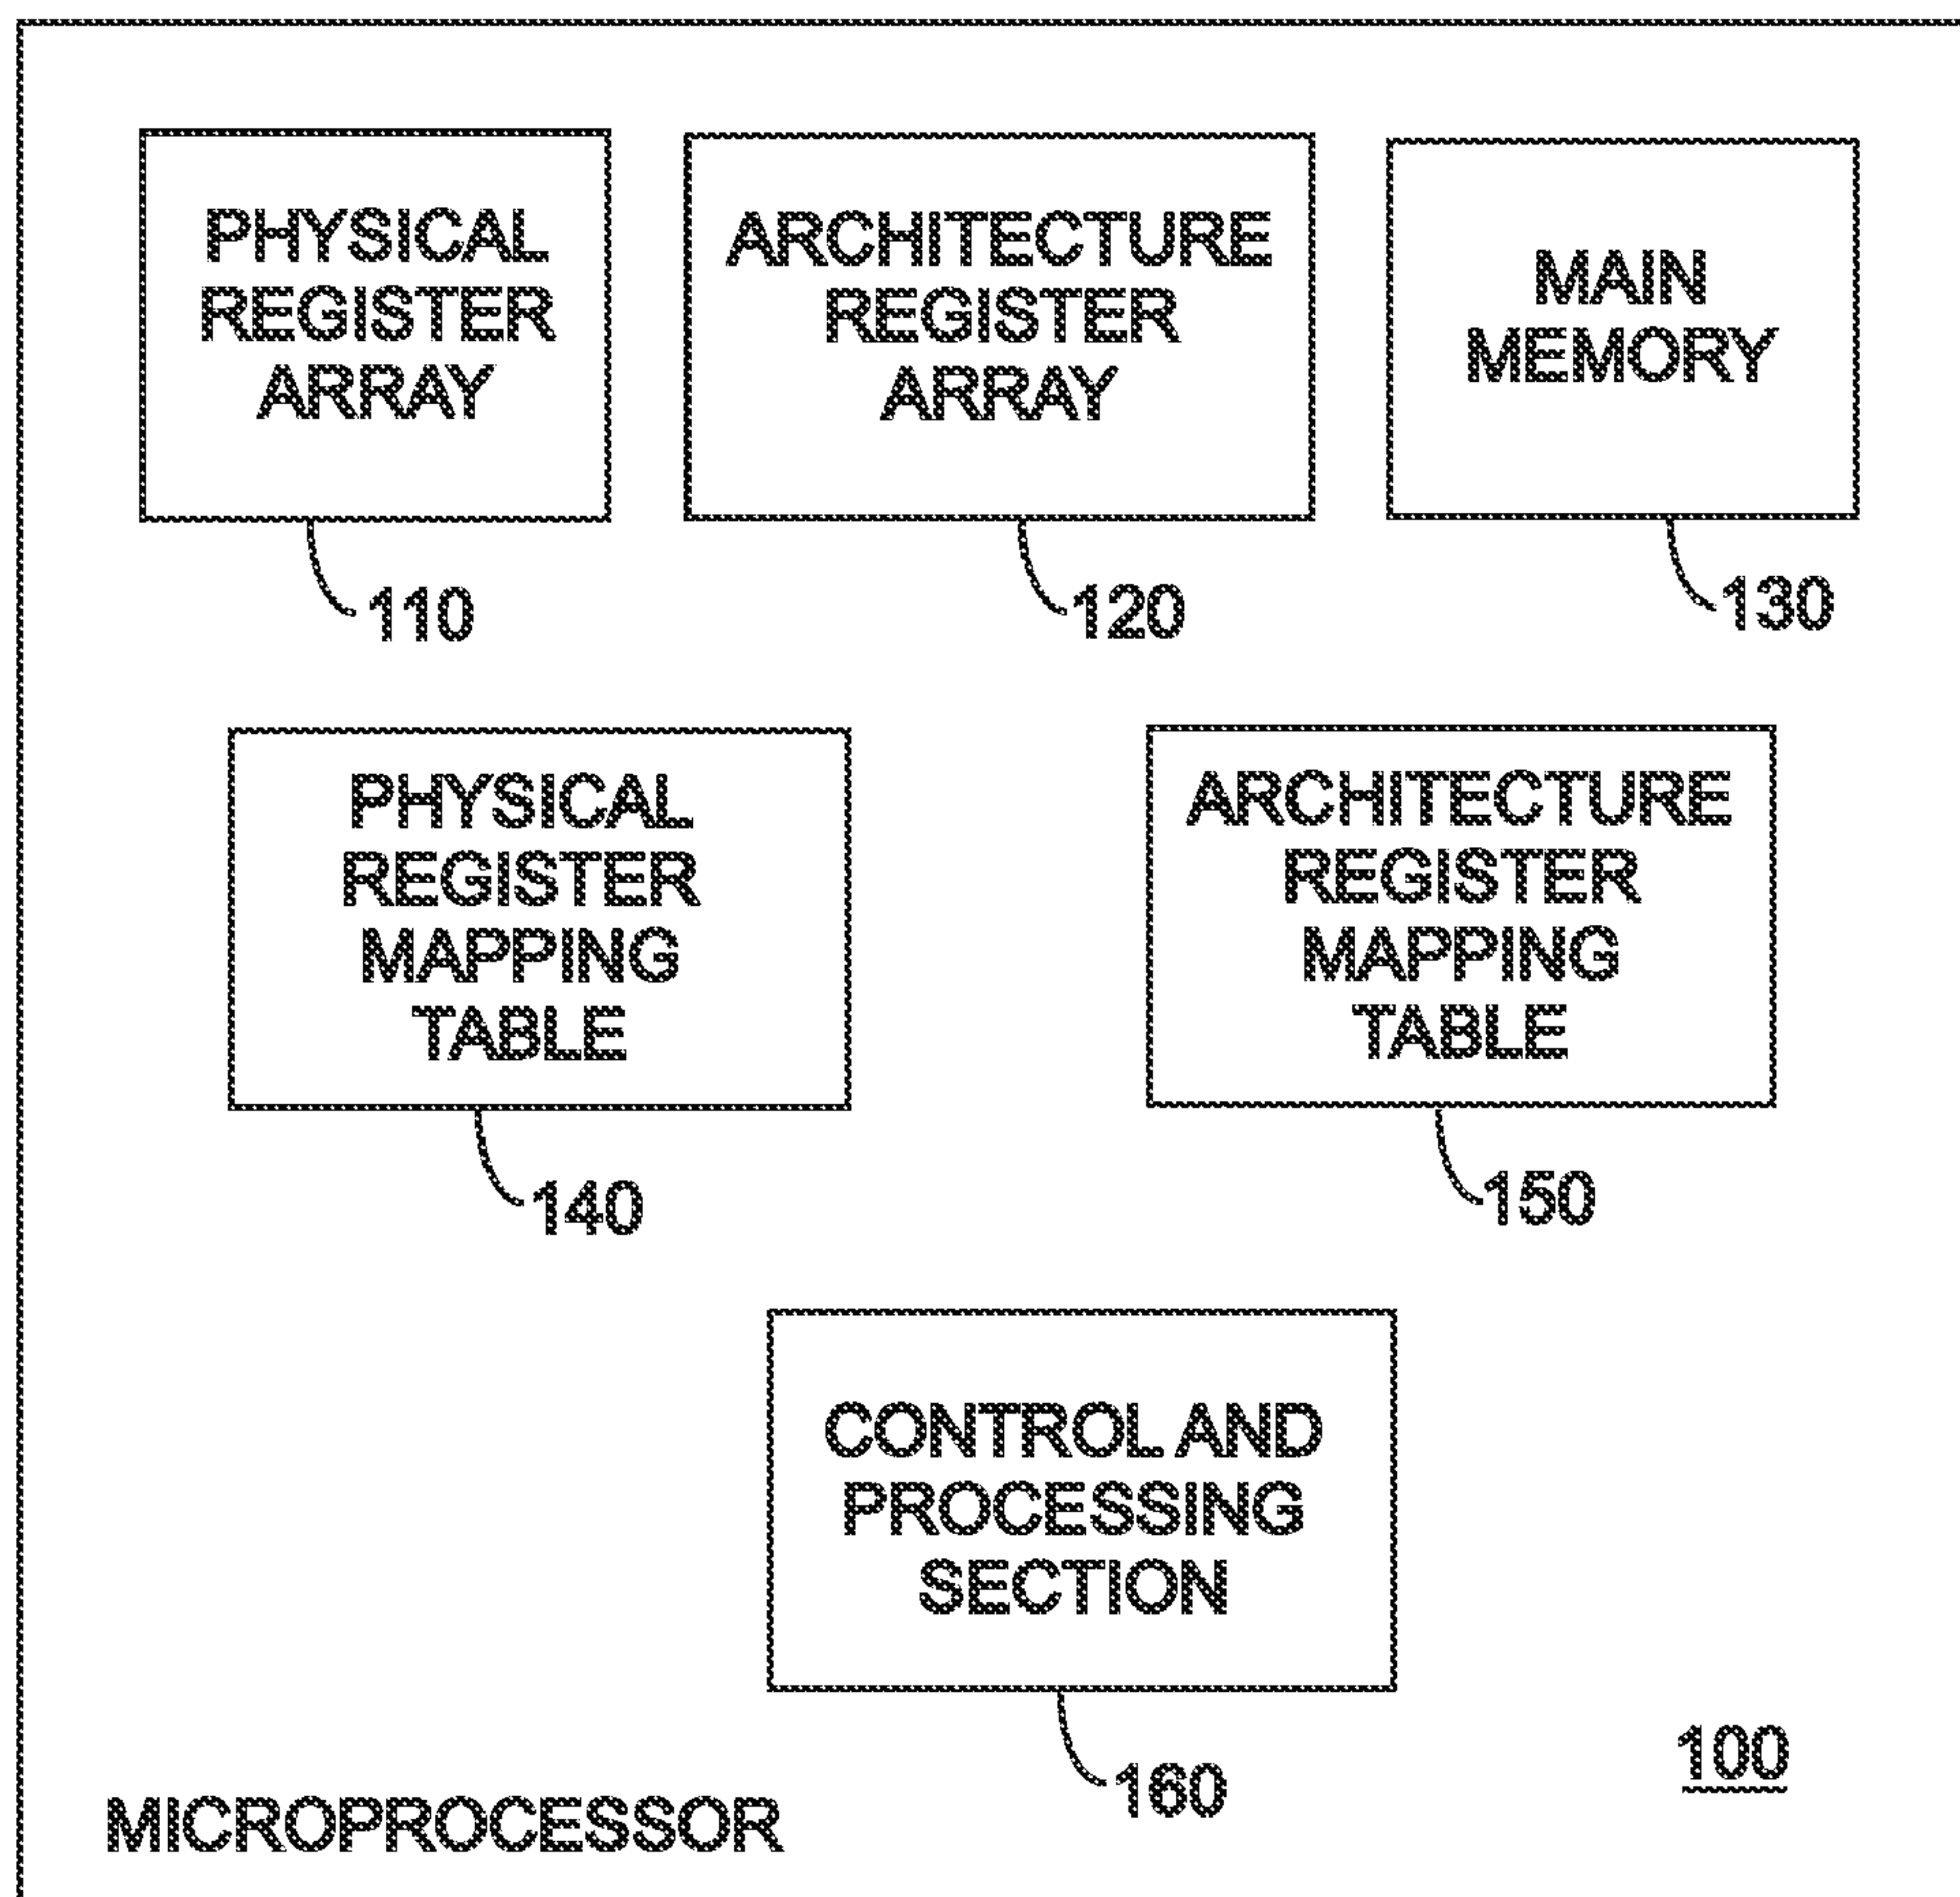 PHYSICAL
REGISTER
ARRAY
110
ARCHITECTURE
REGISTER
ARRAY
120
MAIN
MEMORY
130
PHYSICAL
REGISTER
MAPPING
TABLE
140
ARCHITECTURE
REGISTER
MAPPING
TABLE
150
CONTROL AND
PROCESSING
SECTION
160
100
MICROPROCESSOR